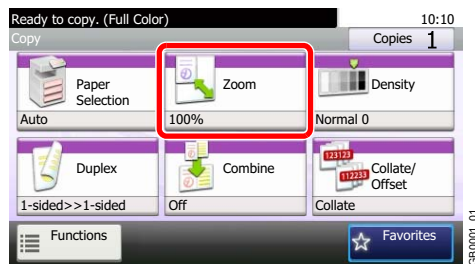 Ready to copy. (Full Color)
10:10
Copy
Copies 1
Paper
Selection
Auto
Zoom
100%
Density
Normal 0
Duplex
1-sided>>1-sided
Combine
Off
123123
112233
Collate/
Offset
Collate
Functions
Favorites
GB0001_01